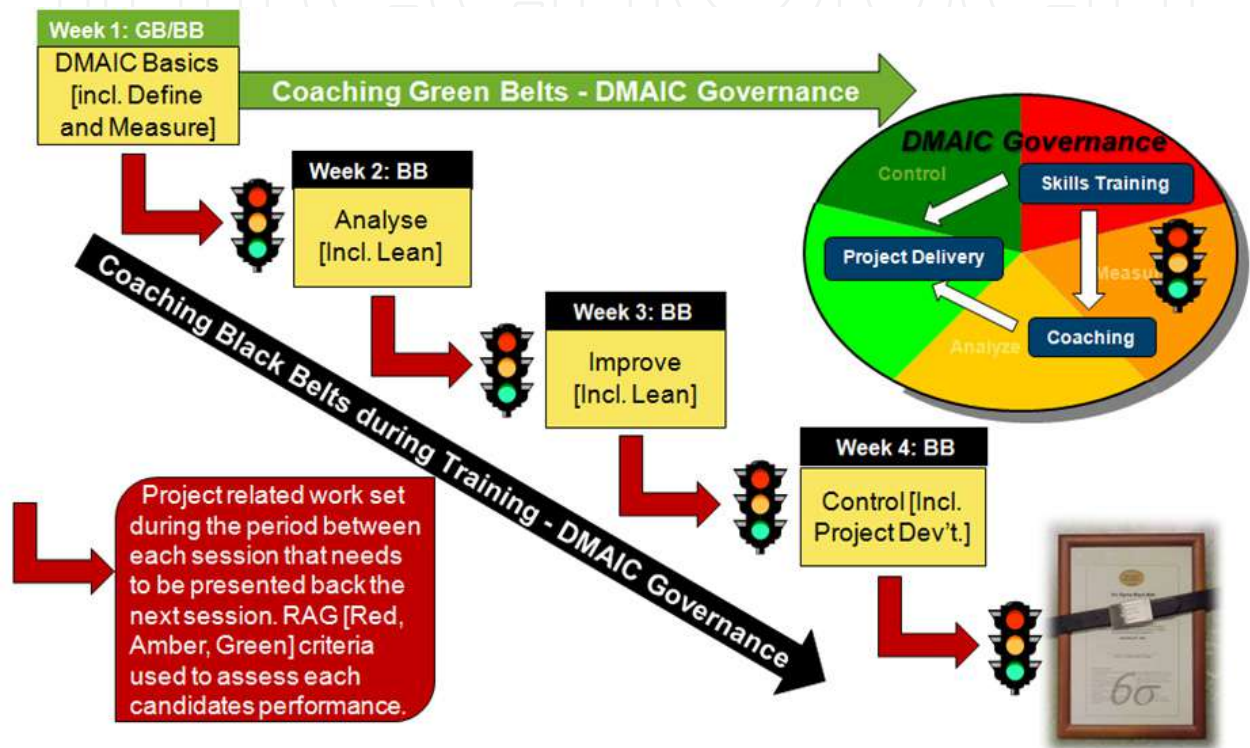 Week 1: GB/BB
DMAIC Basics
[incl. Define
and Measure]
Coaching Green Belts - DMAIC Governance
DMAIC Governance
Control
Skills Training
Project Delivery
Measure
Analyze
Coaching
Week 2: BB
Analyse
[Incl. Lean]
Week 3: BB
Improve
[Incl. Lean]
Week 4: BB
Control [Incl.
Project Dev't.]
Coaching Black Belts during Training - DMAIC Governance
Project related work set
during the period between
each session that needs
to be presented back the
next session. RAG [Red,
Amber, Green] criteria
used to assess each
candidates performance.
6σ